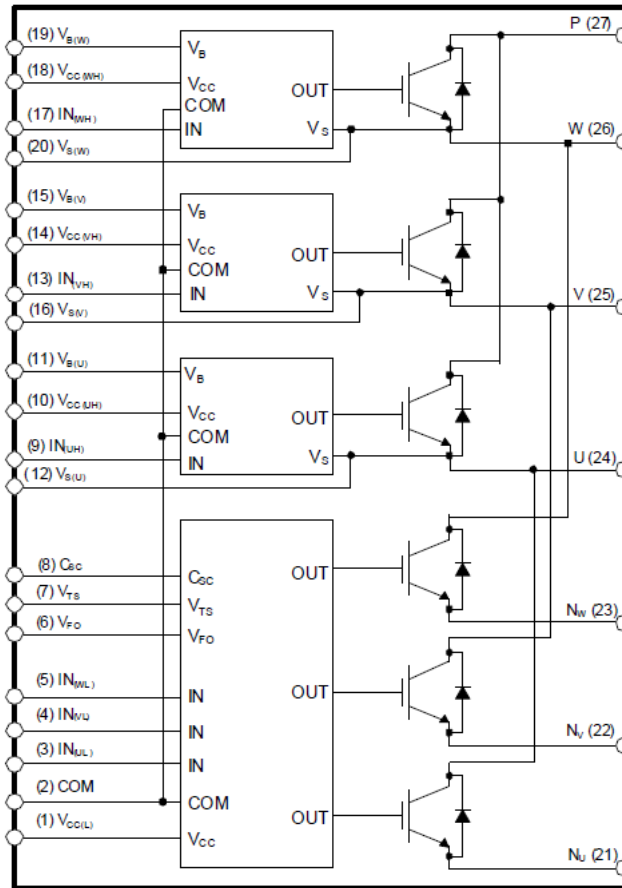 (19) VB(W)
VB
P (27)
(18) VCC(WH)
VCC
OUT
COM
(17) IN(WH)
IN
VS
W (26)
(20) VS(W)
(15) VB(V)
VB
(14) VCC(VH)
VCC
OUT
COM
(13) IN(VH)
IN
VS
V (25)
(16) VS(V)
(11) VB(U)
VB
(10) VCC(UH)
VCC
OUT
COM
(9) IN(UH)
IN
VS
U (24)
(12) VS(U)
(8) CSC
CSC
OUT
(7) VTS
VTS
NW (23)
(6) VFO
VFO
(5) IN(WL)
IN
OUT
(4) IN(VL)
IN
NV (22)
(3) IN(UL)
IN
(2) COM
COM
OUT
(1) VCC(L)
VCC
NU (21)